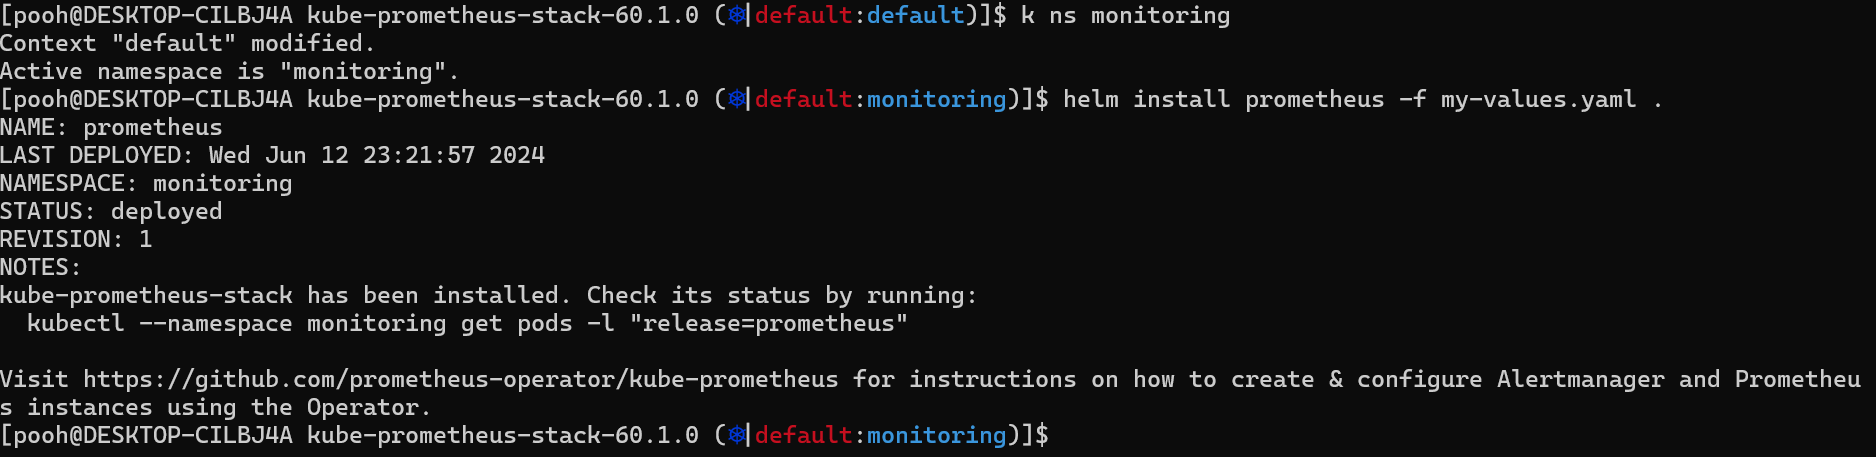 [pooh@DESKTOP-CILBJ4A kube-prometheus-stack-60.1.0 (⎈|default:default)]$ k ns monitoring
Context "default" modified.
Active namespace is "monitoring".
[pooh@DESKTOP-CILBJ4A kube-prometheus-stack-60.1.0 (⎈|default:monitoring)]$ helm install prometheus -f my-values.yaml .
NAME: prometheus
LAST DEPLOYED: Wed Jun 12 23:21:57 2024
NAMESPACE: monitoring
STATUS: deployed
REVISION: 1
NOTES:
kube-prometheus-stack has been installed. Check its status by running:
  kubectl --namespace monitoring get pods -l "release=prometheus"

Visit https://github.com/prometheus-operator/kube-prometheus for instructions on how to create & configure Alertmanager and Prometheu
s instances using the Operator.
[pooh@DESKTOP-CILBJ4A kube-prometheus-stack-60.1.0 (⎈|default:monitoring)]$